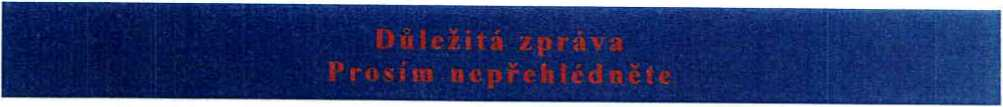 Důležitá zpráva
Prosím nepřehlédněte